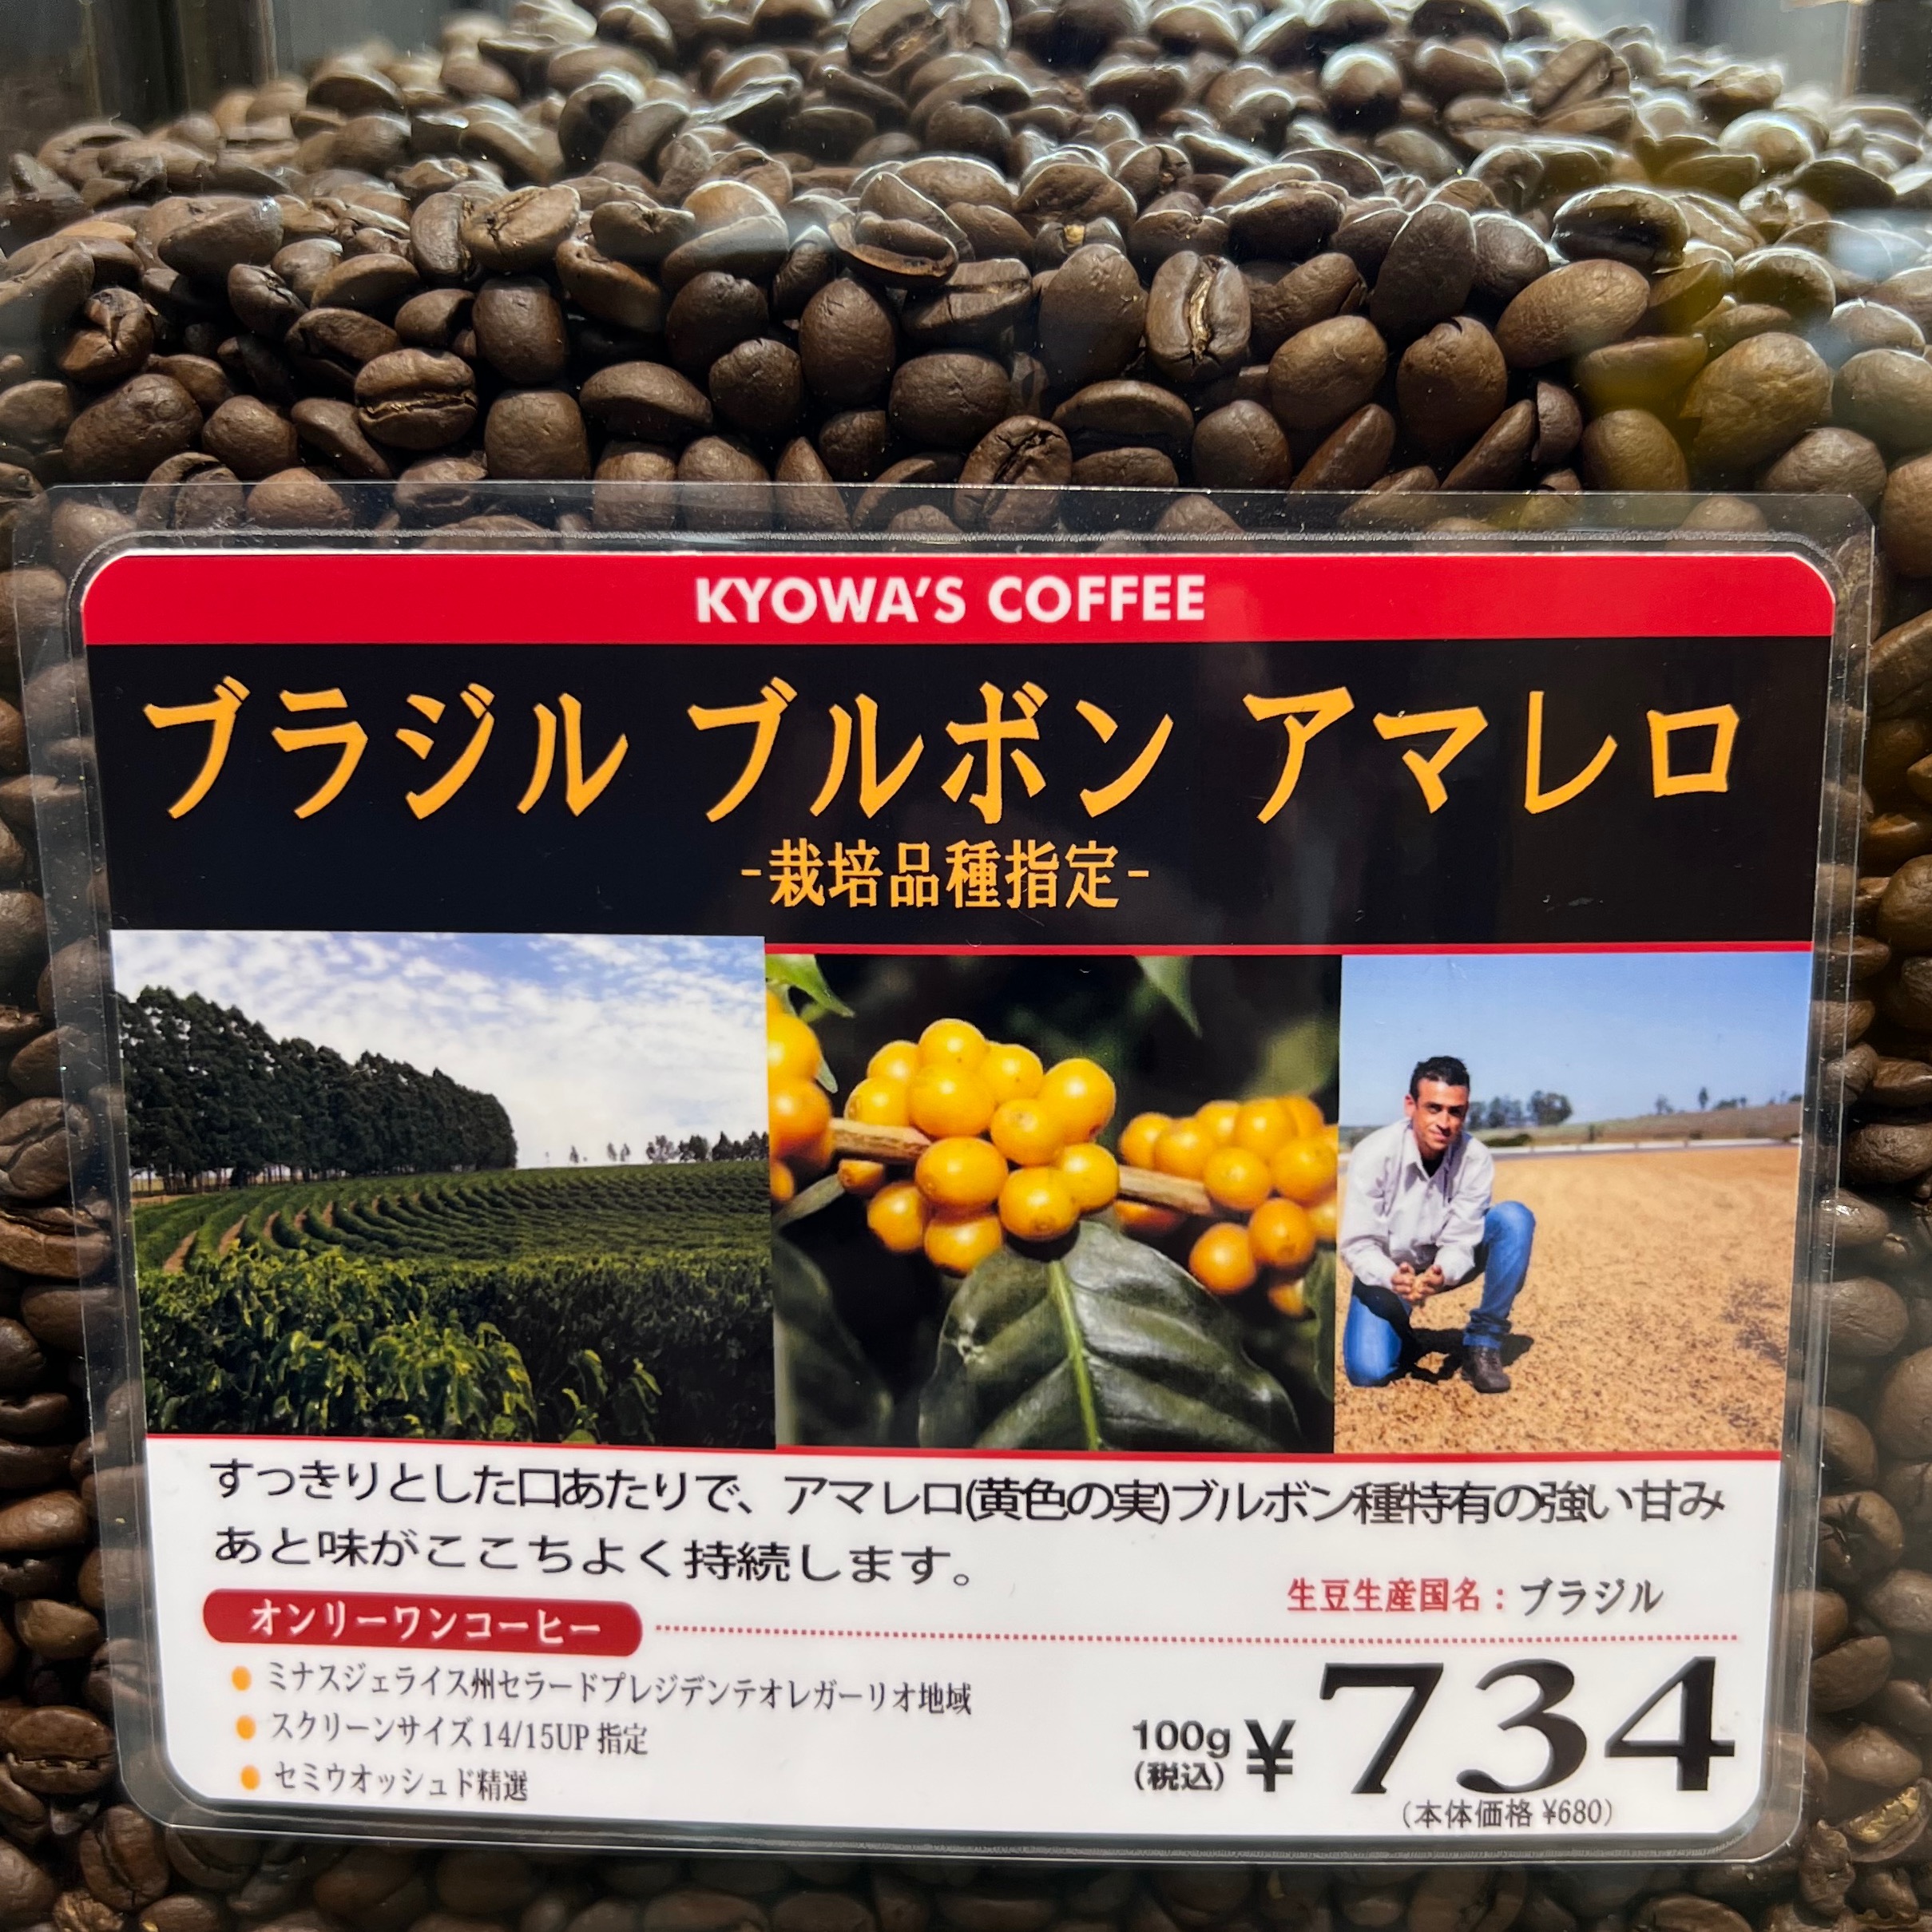 KYOWA'S COFFEE
ブラジル ブルボン アマレロ
-栽培品種指定-
すっきりとした口あたりで、アマレロ(黄色の実)ブルボン種特有の強い甘み
あと味がここちよく持続します。
生豆生産国名：ブラジル
オンリーワンコーヒー
ミナスジェライス州セラードプレジデンテオレガーリオ地域
スクリーンサイズ 14/15UP 指定
セミウオッシュド精選
100g
(税込)
¥734
(本体価格 ¥680)